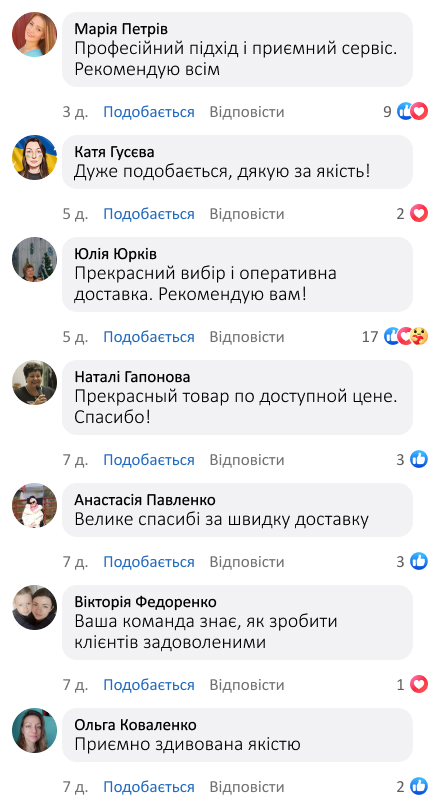 Марія Петрів
Професійний підхід і приємний сервіс.
Рекомендую всім
3 д. Подобається Відповісти 9
Катя Гусєва
Дуже подобається, дякую за якість!
5 д. Подобається Відповісти 2
Юлія Юрків
Прекрасний вибір і оперативна
доставка. Рекомендую вам!
5 д. Подобається Відповісти 17
Наталі Гапонова
Прекрасный товар по доступной цене.
Спасибо!
7 д. Подобається Відповісти 3
Анастасія Павленко
Велике спасибі за швидку доставку
7 д. Подобається Відповісти 3
Вікторія Федоренко
Ваша команда знає, як зробити
клієнтів задоволеними
7 д. Подобається Відповісти 1
Ольга Коваленко
Приємно здивована якістю
7 д. Подобається Відповісти 2